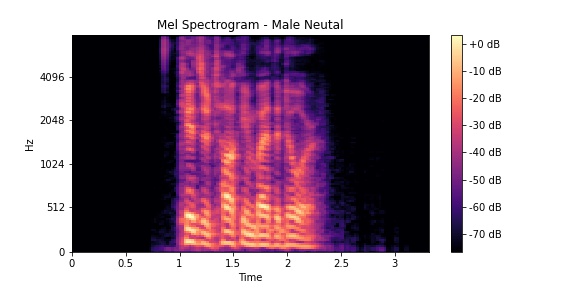 Mel Spectrogram - Male Neutal
Hz
4096
2048
1024
512
0
0 0.5 1 1.5 2 2.5 3
Time
+0 dB
-10 dB
-20 dB
-30 dB
-40 dB
-50 dB
-60 dB
-70 dB